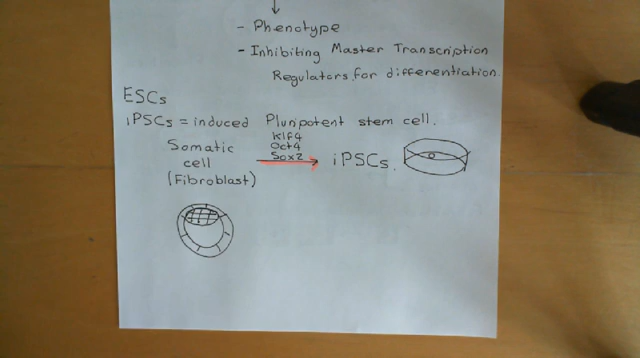 - Phenotype
- Inhibiting Master Transcription
Regulators for differentiation.
ESCs
iPSCs = induced Pluripotent stem cell.
Somatic
cell
(Fibroblast)
Klf4
Oct4
Sox2
iPSCs.